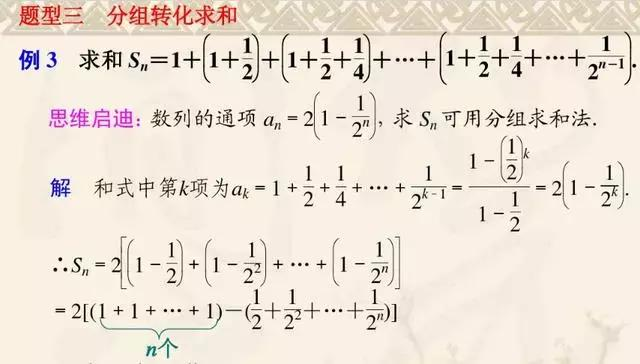 题型三 分组转化求和
例 3 求和 Sₙ=1+(1+1/2)+(1+1/2+1/4)+⋯+(1+1/2+1/4+⋯+1/2ⁿ⁻¹).
思维启迪: 数列的通项 aₙ=2(1-1/2ⁿ), 求 Sₙ可用分组求和法.
解 和式中第k项为aₖ=1+1/2+1/4+⋯+1/2ᵏ⁻¹=(1-(1/2)ᵏ)/(1-1/2)=2(1-1/2ᵏ).
∴Sₙ=2[(1-1/2)+(1-1/2²)+⋯+(1-1/2ⁿ)]
=2[(1+1+⋯+1)-(1/2+1/2²+⋯+1/2ⁿ)]
n个